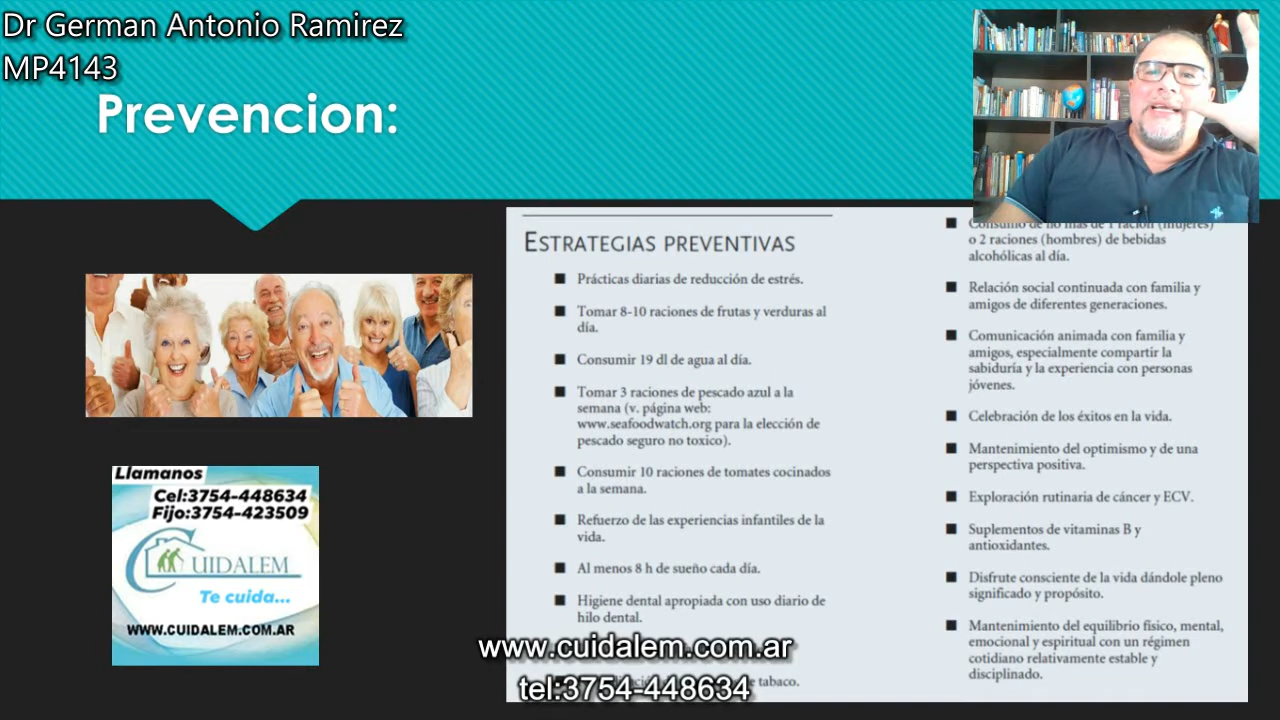 Dr German Antonio Ramirez
MP4143
Prevencion:
ESTRATEGIAS PREVENTIVAS
■ Prácticas diarias de reducción de estrés.
■ Tomar 8-10 raciones de frutas y verduras al
día.
■ Consumir 19 dl de agua al día.
■ Tomar 3 raciones de pescado azul a la
semana (v. página web:
www.seafoodwatch.org para la elección de
pescado seguro no toxico).
■ Consumir 10 raciones de tomates cocinados
a la semana.
■ Refuerzo de las experiencias infantiles de la
vida.
■ Al menos 8 h de sueño cada día.
■ Higiene dental apropiada con uso diario de
hilo dental.
de tabaco.
■ Consumo de no más de 1 ración (mujeres)
o 2 raciones (hombres) de bebidas
alcohólicas al día.
■ Relación social continuada con familia y
amigos de diferentes generaciones.
■ Comunicación animada con familia y
amigos, especialmente compartir la
sabiduría y la experiencia con personas
jóvenes.
■ Celebración de los éxitos en la vida.
■ Mantenimiento del optimismo y de una
perspectiva positiva.
■ Exploración rutinaria de cáncer y ECV.
■ Suplementos de vitaminas B y
antioxidantes.
■ Disfrute consciente de la vida dándole pleno
significado y propósito.
■ Mantenimiento del equilibrio físico, mental,
emocional y espiritual con un régimen
cotidiano relativamente estable y
disciplinado.
Llamanos
Cel:3754-448634
Fijo:3754-423509
CUIDALEM
Te cuida...
WWW.CUIDALEM.COM.AR
www.cuidalem.com.ar
tel:3754-448634